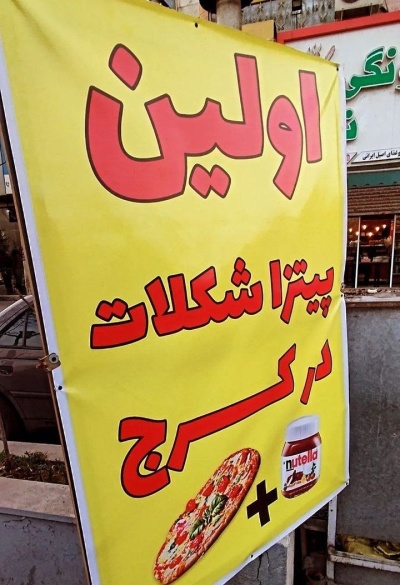 اولین
پیتزا شکلات
در کرج
nutella
+